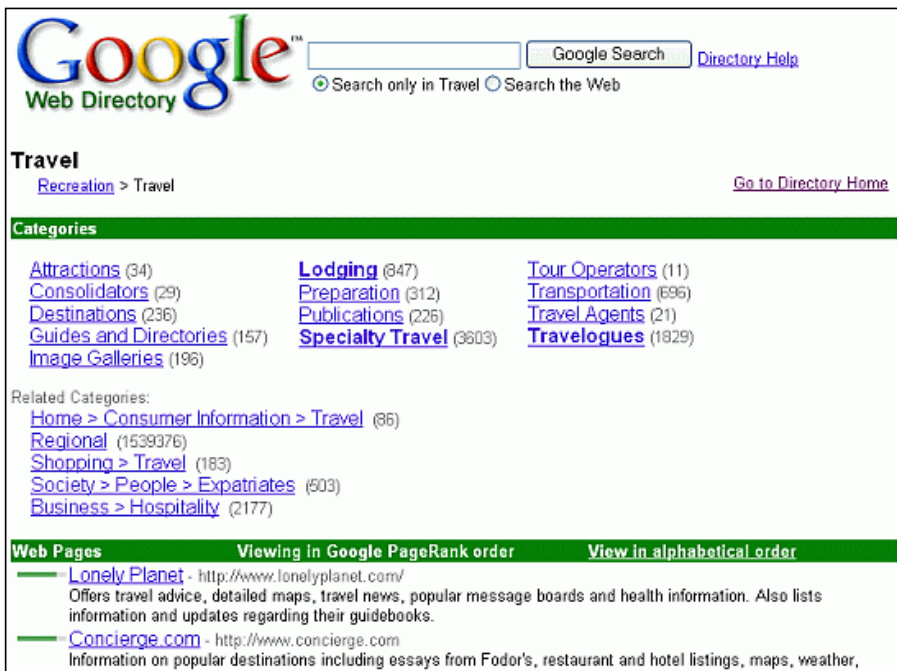 Google™
Web Directory
Google Search
Directory Help
Search only in Travel Search the Web
Travel
Recreation > Travel
Go to Directory Home
Categories
Attractions (34)
Consolidators (29)
Destinations (236)
Guides and Directories (157)
Image Galleries (196)
Lodging (847)
Preparation (312)
Publications (226)
Specialty Travel (3603)
Tour Operators (11)
Transportation (696)
Travel Agents (21)
Travelogues (1829)
Related Categories:
Home > Consumer Information > Travel (86)
Regional (1539376)
Shopping > Travel (183)
Society > People > Expatriates (503)
Business > Hospitality (2177)
Web Pages Viewing in Google PageRank order View in alphabetical order
Lonely Planet - http://www.lonelyplanet.com/
Offers travel advice, detailed maps, travel news, popular message boards and health information. Also lists
information and updates regarding their guidebooks.
Concierge.com - http://www.concierge.com
Information on popular destinations including essays from Fodor's, restaurant and hotel listings, maps, weather,